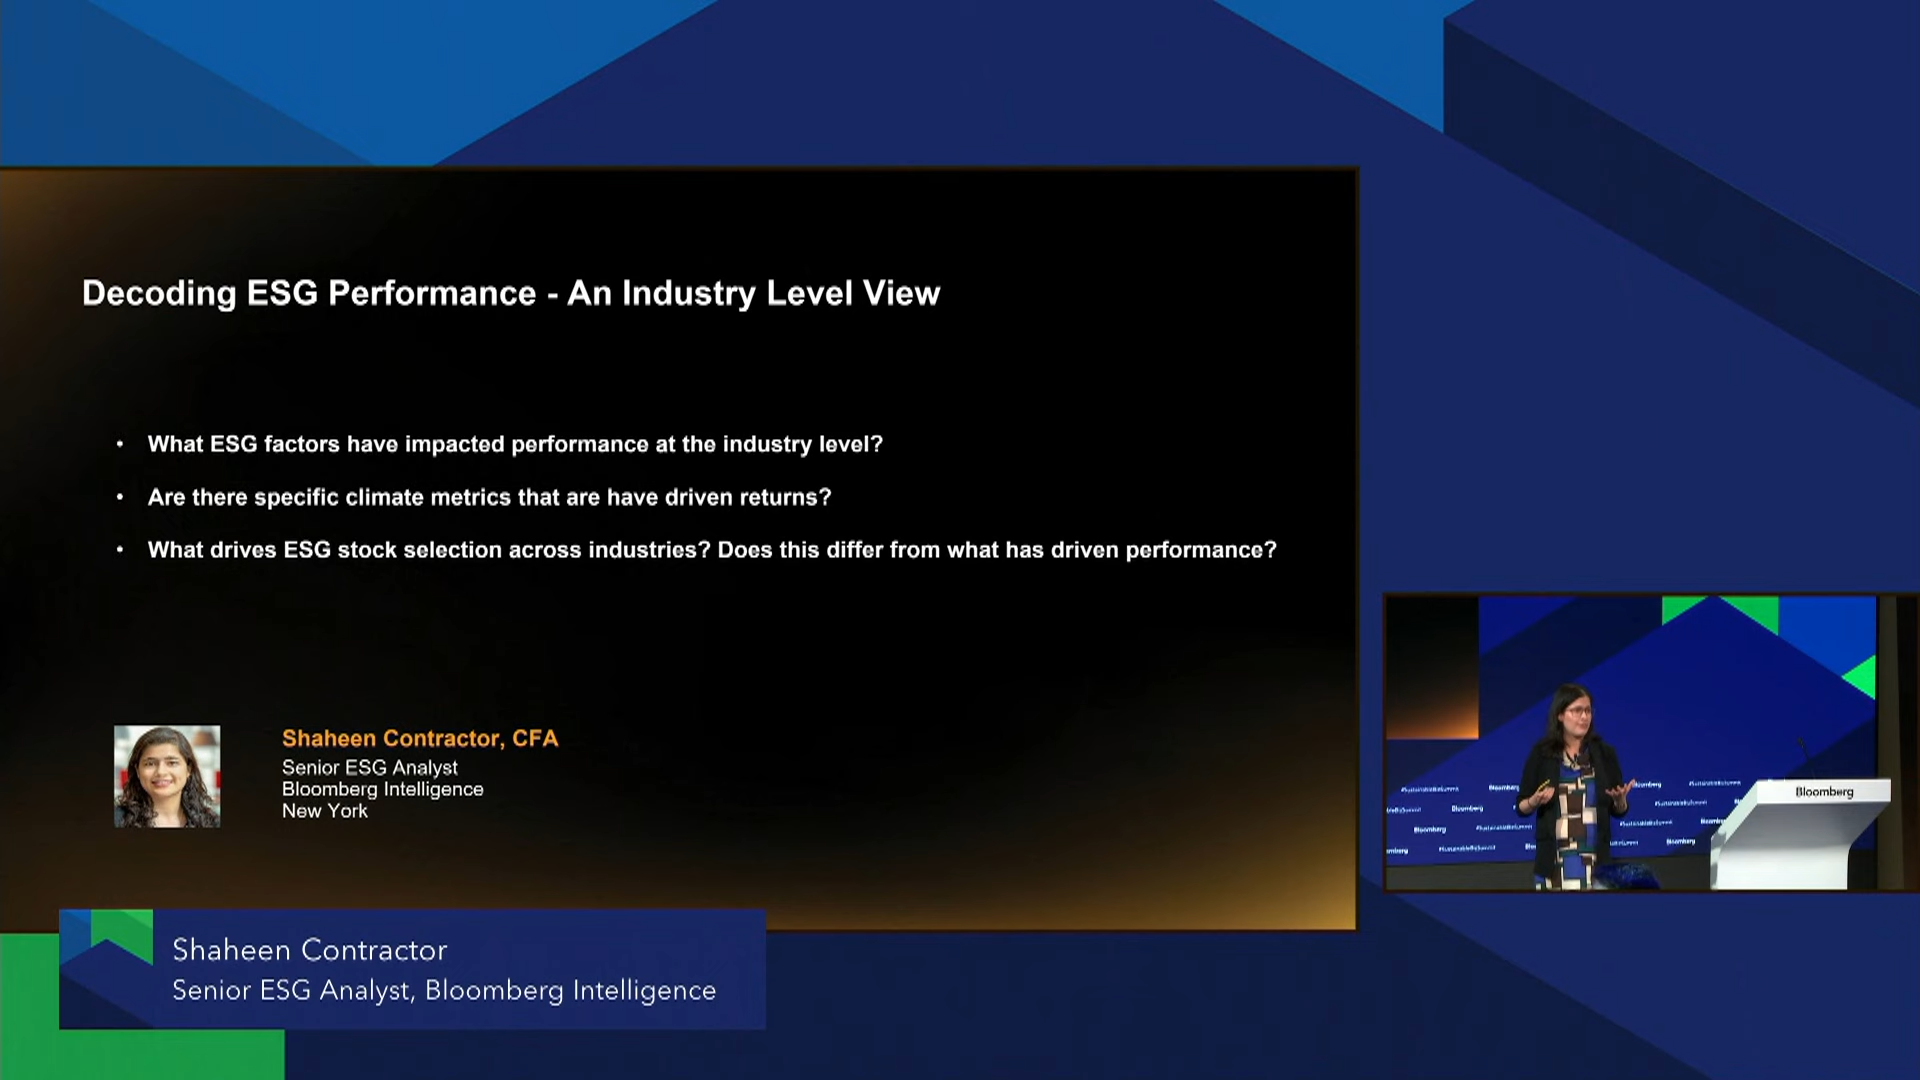 Decoding ESG Performance - An Industry Level View
• What ESG factors have impacted performance at the industry level?
• Are there specific climate metrics that are have driven returns?
• What drives ESG stock selection across industries? Does this differ from what has driven performance?
Shaheen Contractor, CFA
Senior ESG Analyst
Bloomberg Intelligence
New York
Bloomberg
Shaheen Contractor
Senior ESG Analyst, Bloomberg Intelligence